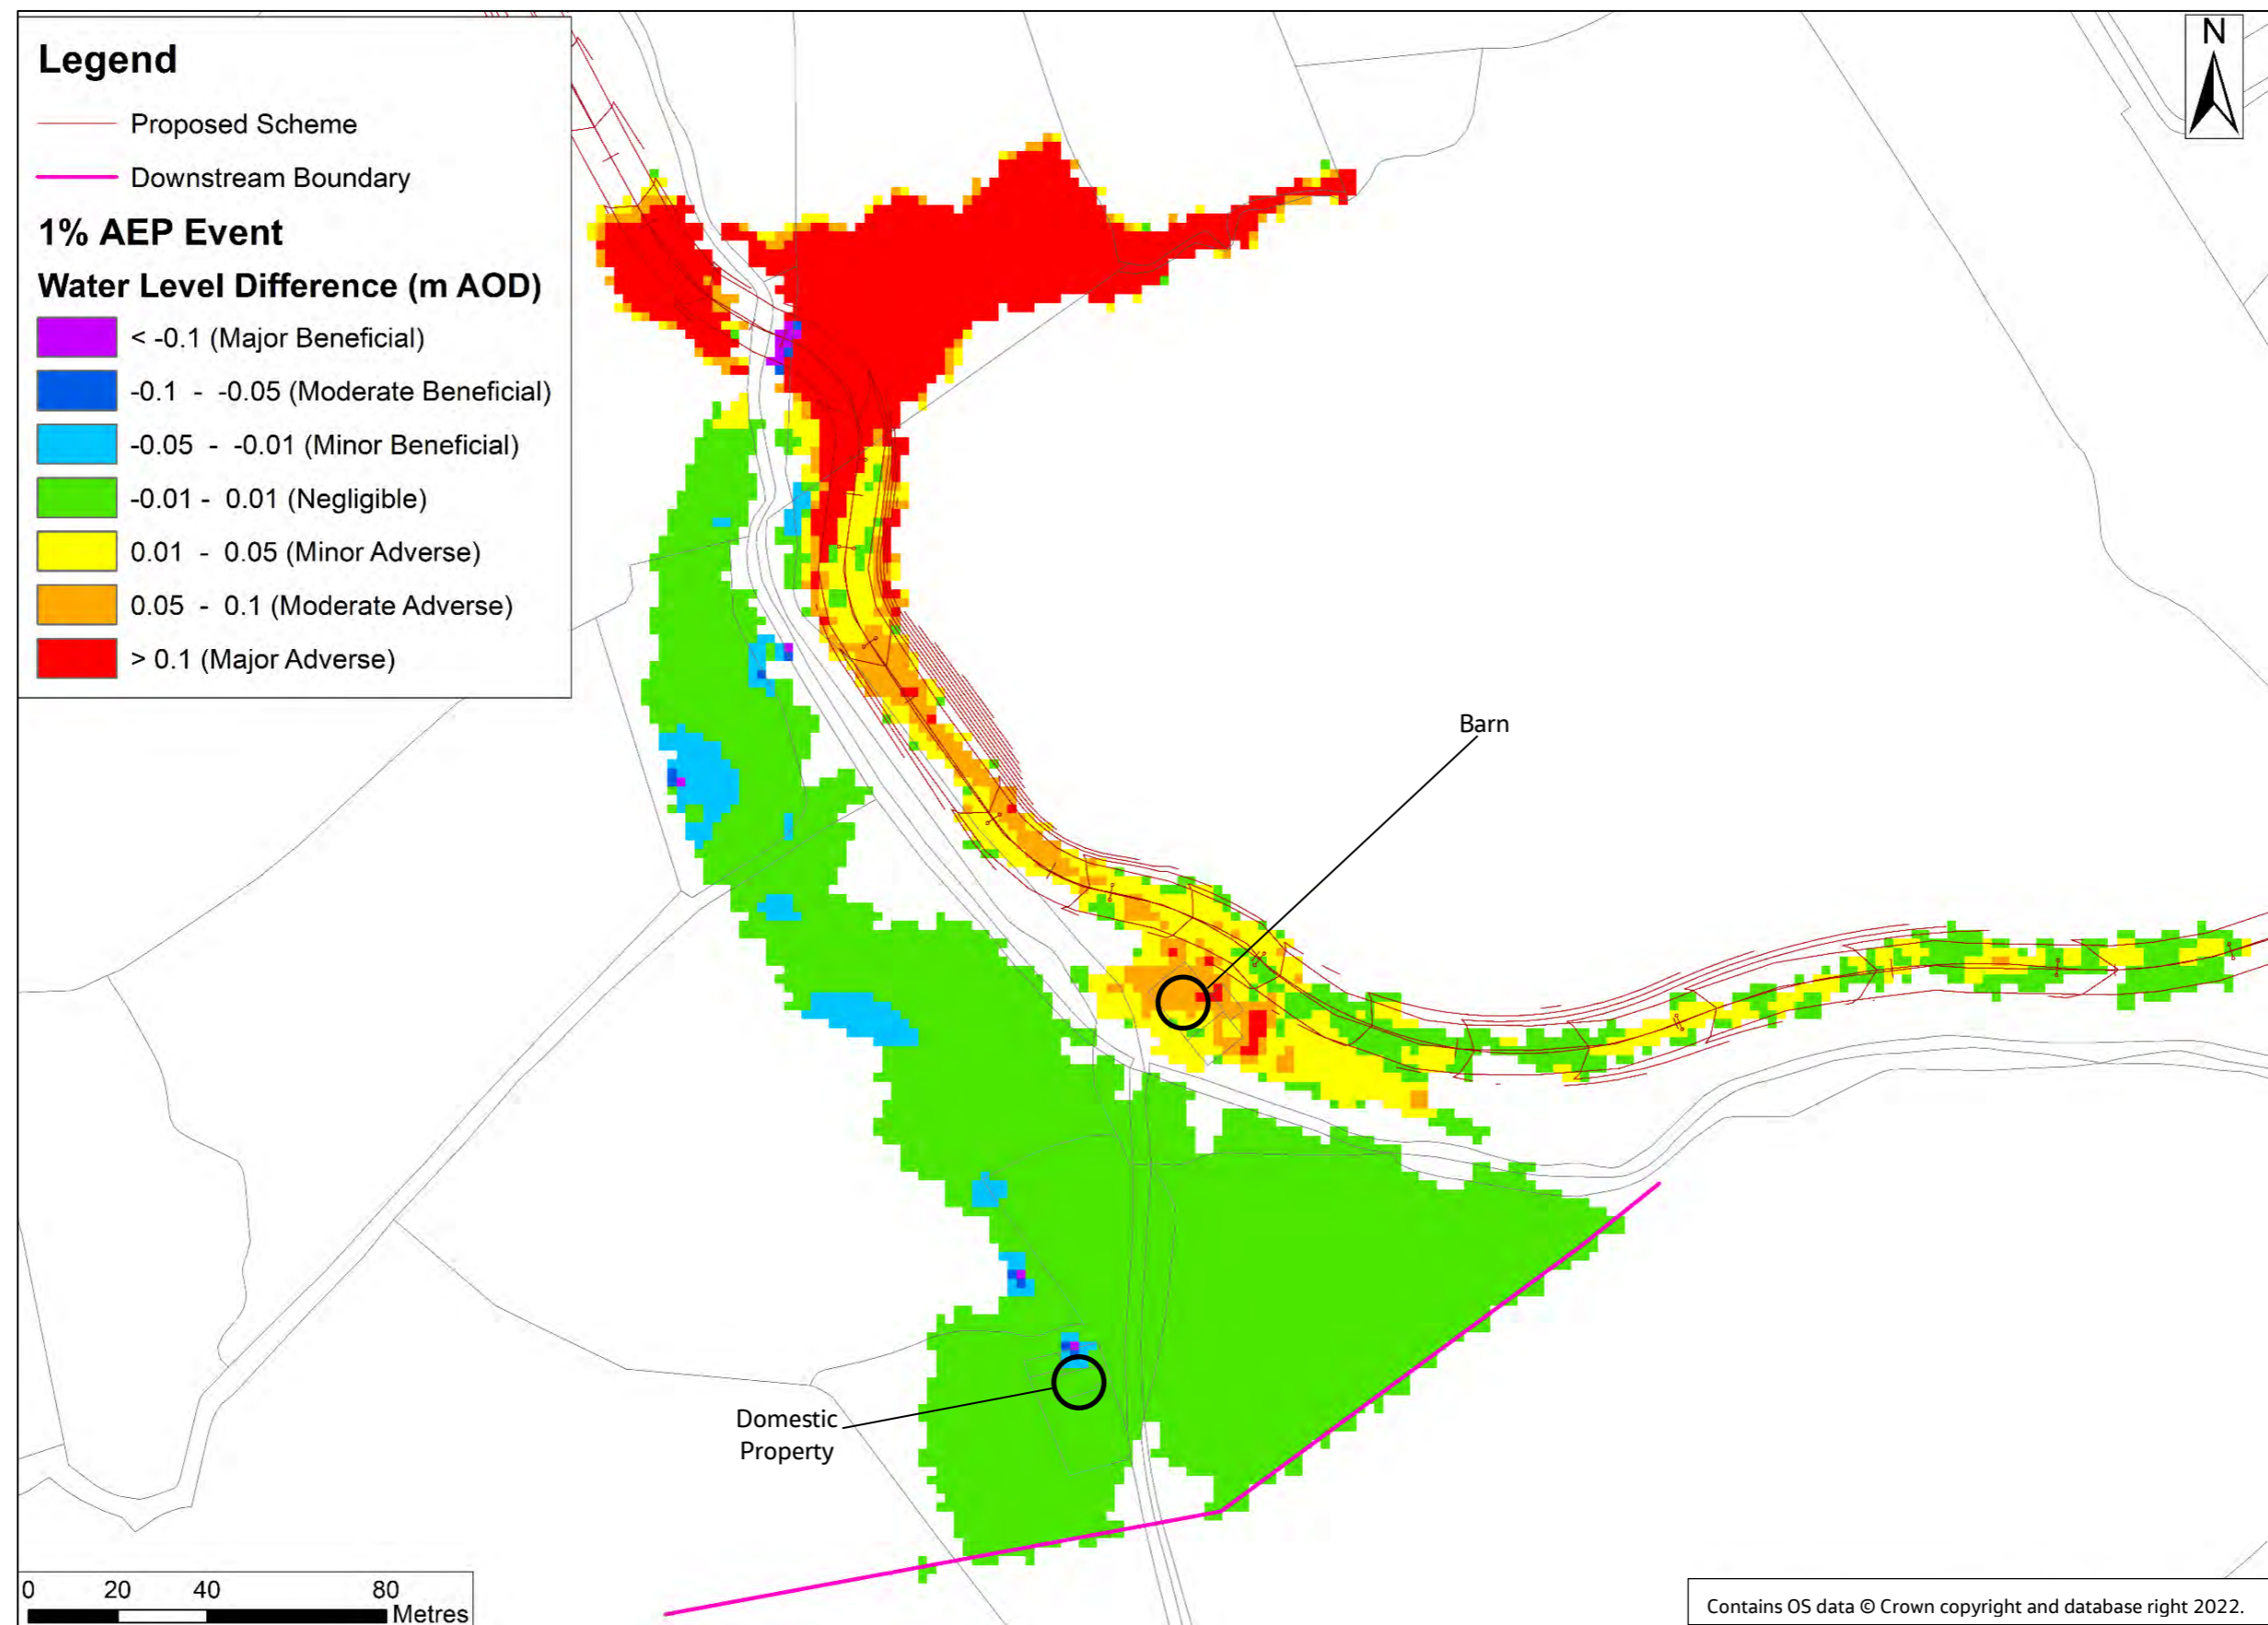 Legend
Proposed Scheme
Downstream Boundary
1% AEP Event
Water Level Difference (m AOD)
< -0.1 (Major Beneficial)
-0.1 - -0.05 (Moderate Beneficial)
-0.05 - -0.01 (Minor Beneficial)
-0.01 - 0.01 (Negligible)
0.01 - 0.05 (Minor Adverse)
0.05 - 0.1 (Moderate Adverse)
> 0.1 (Major Adverse)
N
Barn
Domestic
Property
0 20 40 80
Metres
Contains OS data © Crown copyright and database right 2022.